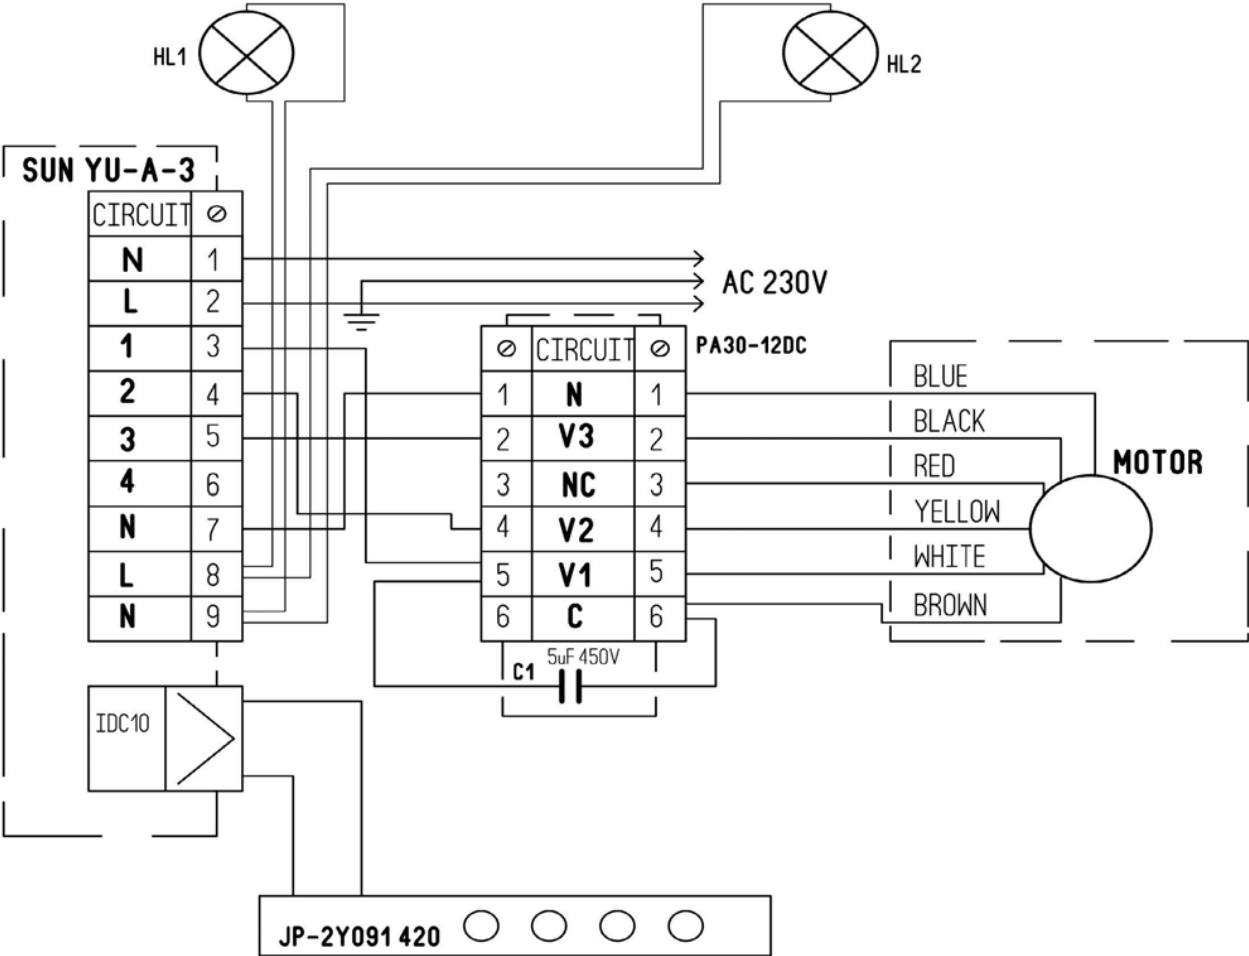 HL1
HL2
SUN YU-A-3
CIRCUIT
N 1
L 2
1 3
2 4
3 5
4 6
N 7
L 8
N 9
AC 230V
PA30-12DC
CIRCUIT
1 N 1
2 V3 2
3 NC 3
4 V2 4
5 V1 5
6 C 6
BLUE
BLACK
RED
YELLOW
WHITE
BROWN
MOTOR
C1 5uF 450V
IDC10
JP-2Y091 420